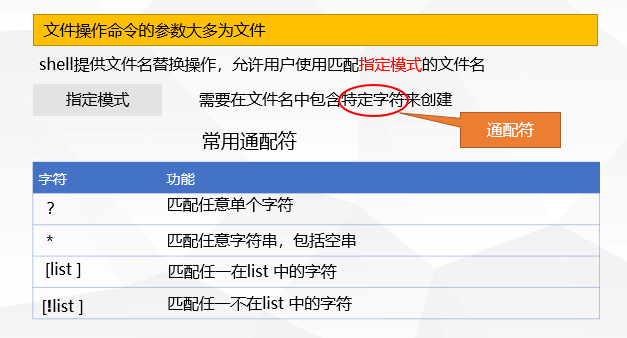 文件操作命令的参数大多为文件
shell提供文件名替换操作，允许用户使用匹配指定模式的文件名
指定模式 需要在文件名中包含特定字符来创建
通配符
常用通配符
字符 功能
? 匹配任意单个字符
* 匹配任意字符串，包括空串
[list ] 匹配任一在list 中的字符
[!list ] 匹配任一不在list 中的字符